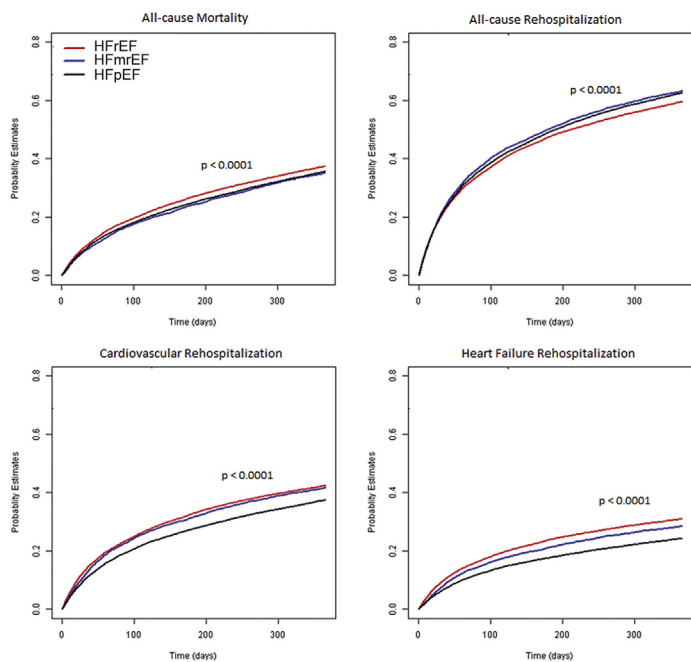 All-cause Mortality
Probablity Estimates
0.0 0.2 0.4 0.6 0.8
HFrEF
HFmrEF
HFpEF
p < 0.0001
0 100 200 300
Time (days)
All-cause Rehospitalization
Probablity Estimates
0.0 0.2 0.4 0.6 0.8
p < 0.0001
0 100 200 300
Time (days)
Cardiovascular Rehospitalization
Probablity Estimates
0.0 0.2 0.4 0.6 0.8
p < 0.0001
0 100 200 300
Time (days)
Heart Failure Rehospitalization
Probablity Estimates
0.0 0.2 0.4 0.6 0.8
p < 0.0001
0 100 200 300
Time (days)